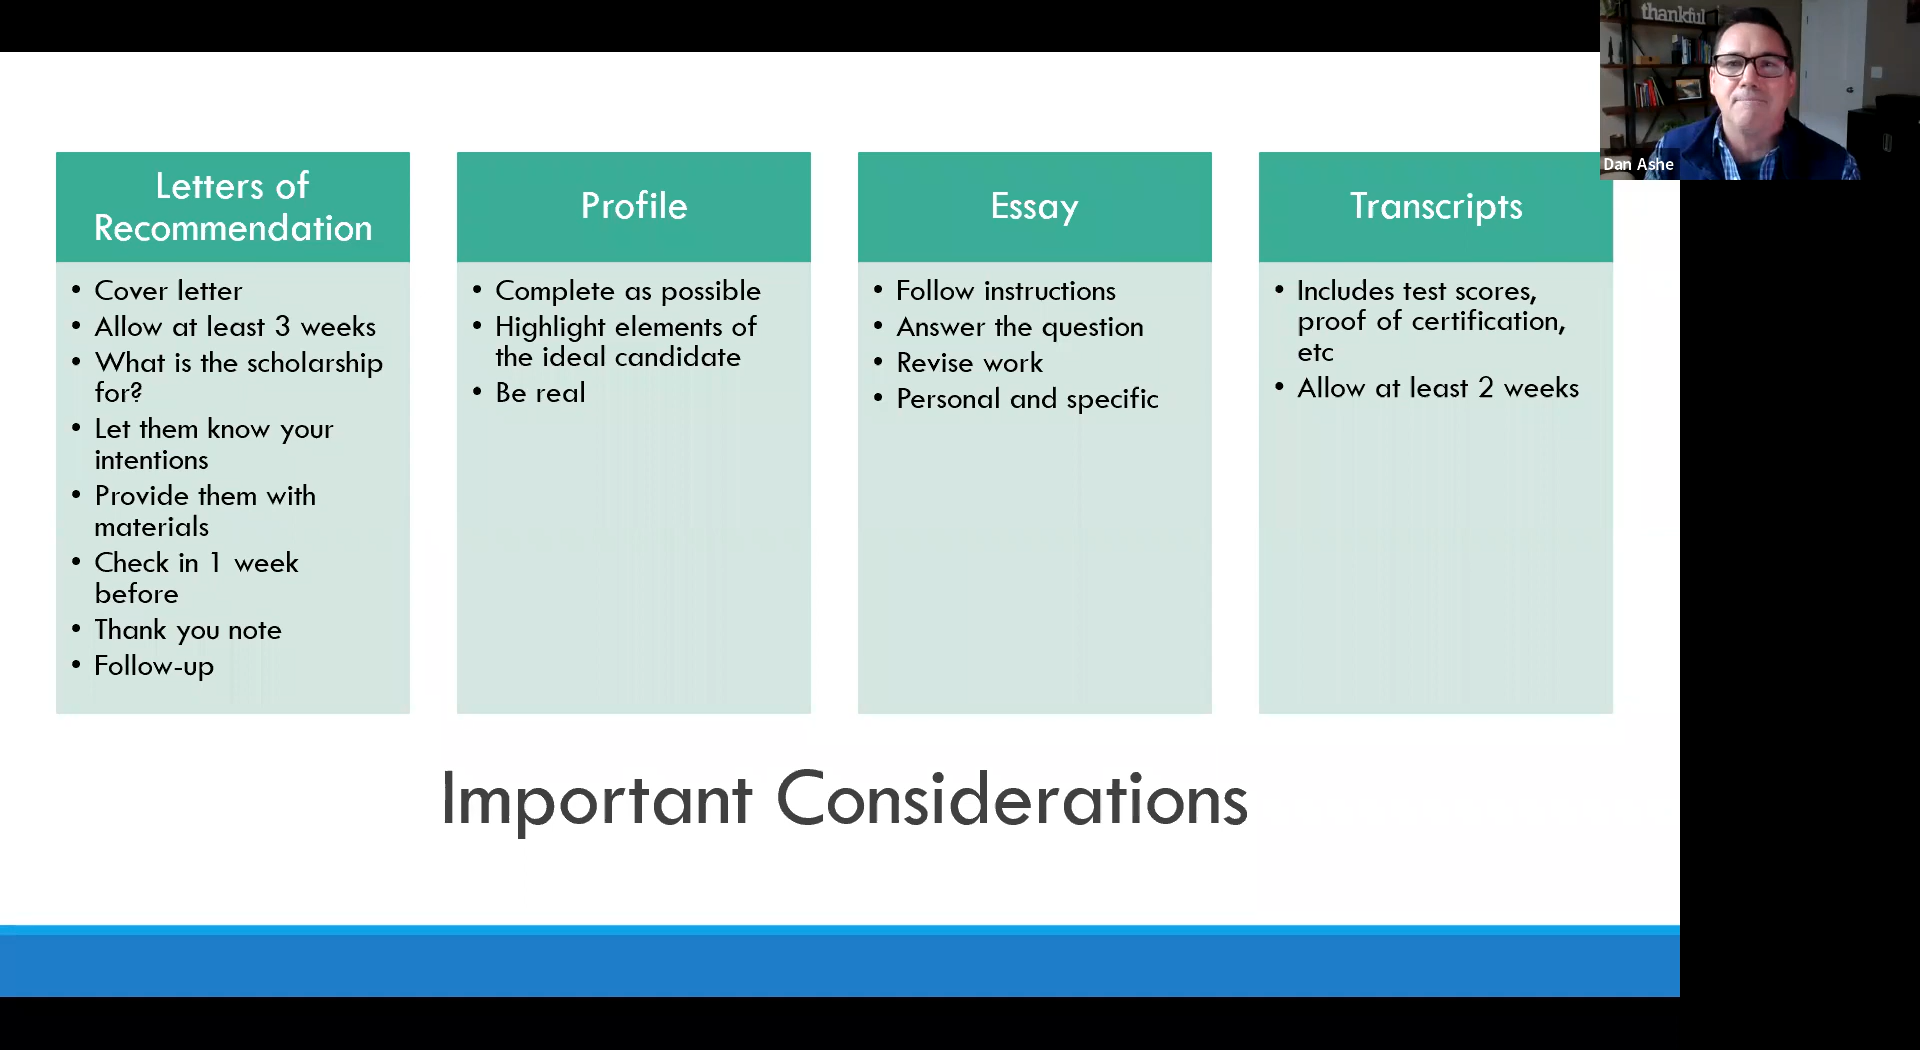 thankful
Dan Ashe
Letters of
Recommendation
• Cover letter
• Allow at least 3 weeks
• What is the scholarship
for?
• Let them know your
intentions
• Provide them with
materials
• Check in 1 week
before
• Thank you note
• Follow-up
Profile
• Complete as possible
• Highlight elements of
the ideal candidate
• Be real
Essay
• Follow instructions
• Answer the question
• Revise work
• Personal and specific
Transcripts
• Includes test scores,
proof of certification,
etc
• Allow at least 2 weeks
Important Considerations